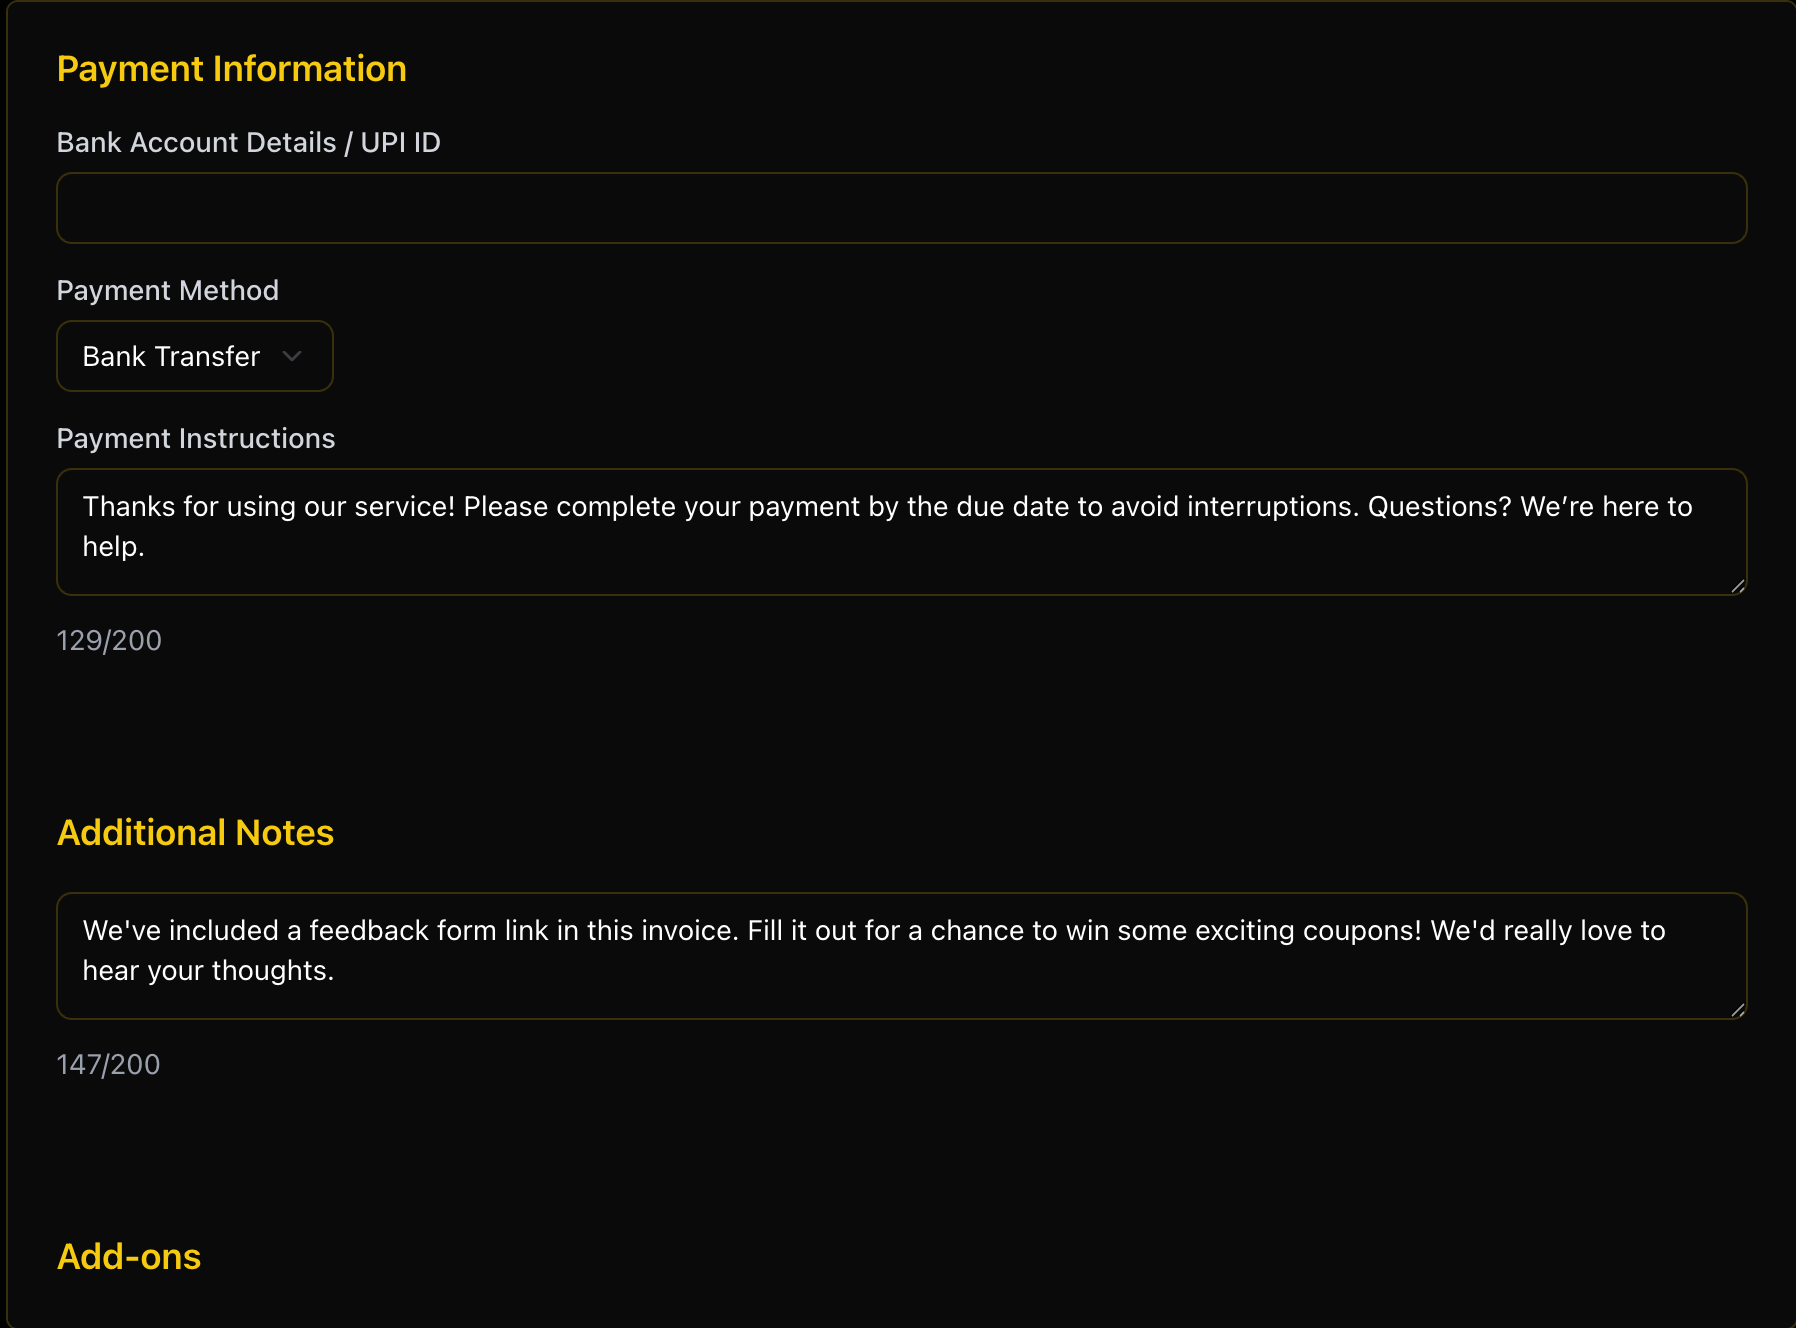 Payment Information
Bank Account Details / UPI ID
Payment Method
Bank Transfer
Payment Instructions
Thanks for using our service! Please complete your payment by the due date to avoid interruptions. Questions? We’re here to
help.
129/200
Additional Notes
We've included a feedback form link in this invoice. Fill it out for a chance to win some exciting coupons! We'd really love to
hear your thoughts.
147/200
Add-ons